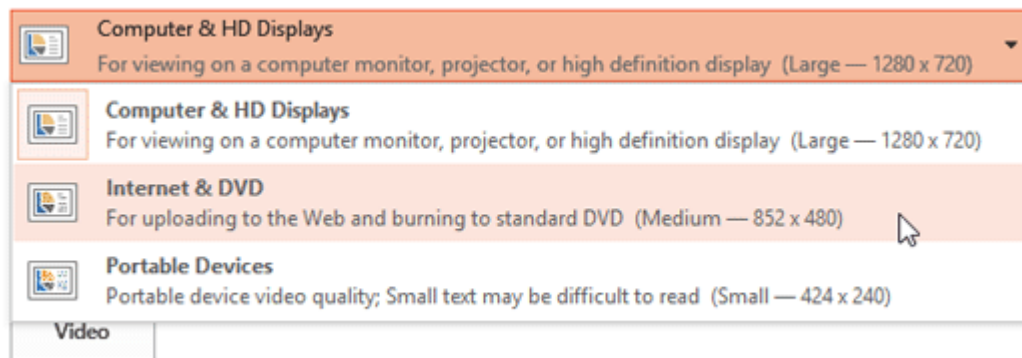 Computer & HD Displays
For viewing on a computer monitor, projector, or high definition display (Large — 1280 x 720)
Computer & HD Displays
For viewing on a computer monitor, projector, or high definition display (Large — 1280 x 720)
Internet & DVD
For uploading to the Web and burning to standard DVD (Medium — 852 x 480)
Portable Devices
Portable device video quality; Small text may be difficult to read (Small — 424 x 240)
Video